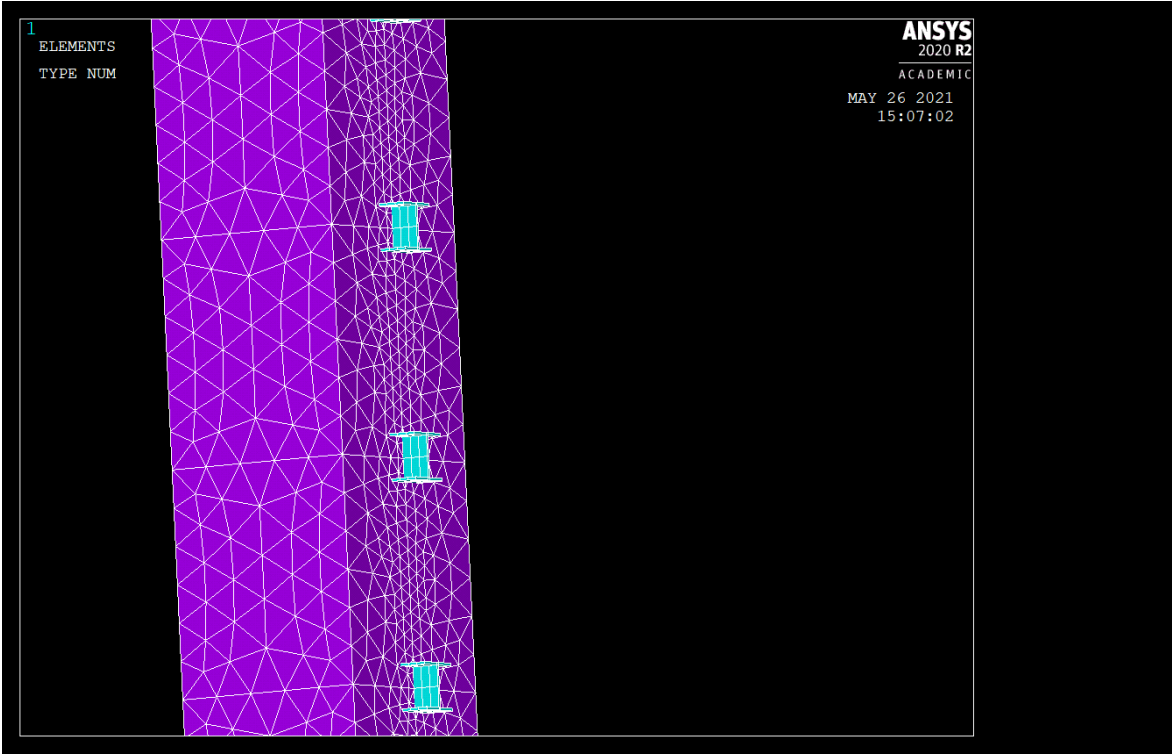 1
ELEMENTS
TYPE NUM
ANSYS
2020 R2
ACADEMIC
MAY 26 2021
15:07:02